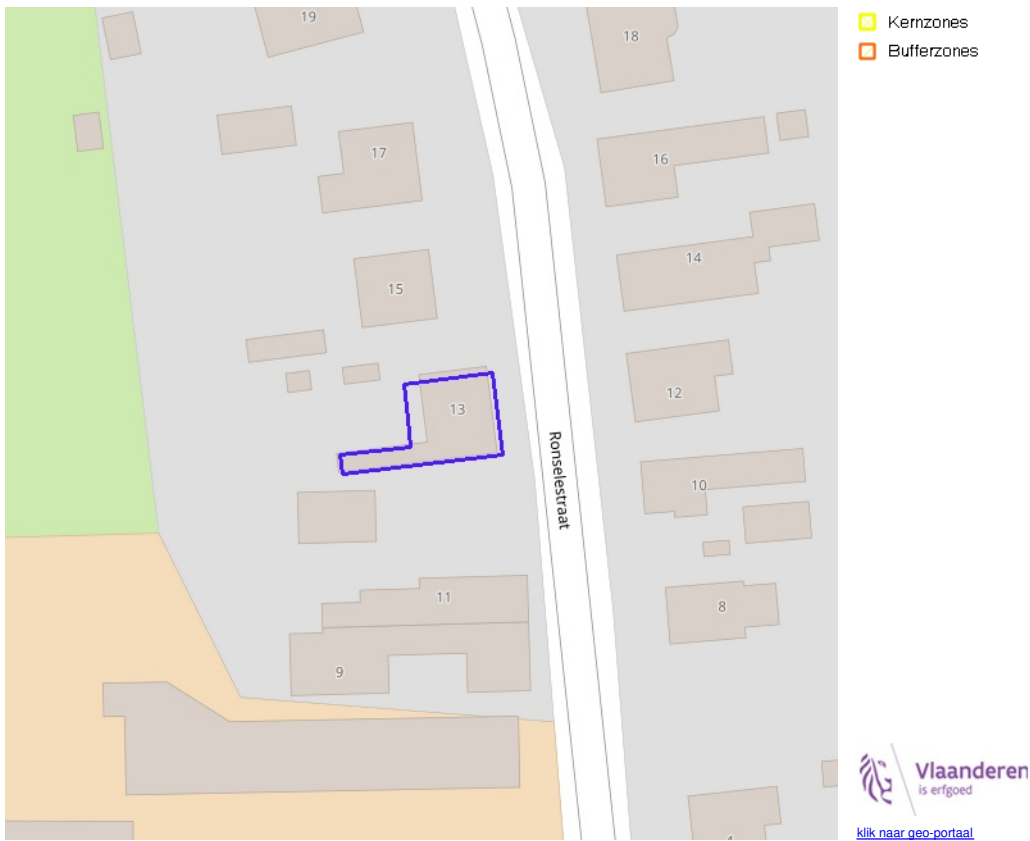 19
18
17
16
15
14
13
12
Ronselestraat
10
11
8
9
4
Kernzones
Bufferzones
Vlaanderen
is erfgoed
klik naar geo-portaal